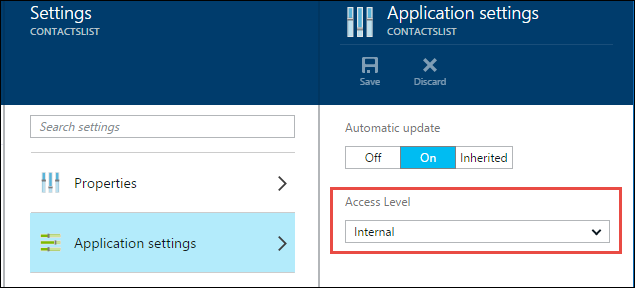 Settings
CONTACTSLIST
Search settings
Properties
Application settings
Application settings
CONTACTSLIST
Save Discard
Automatic update
Off On Inherited
Access Level
Internal